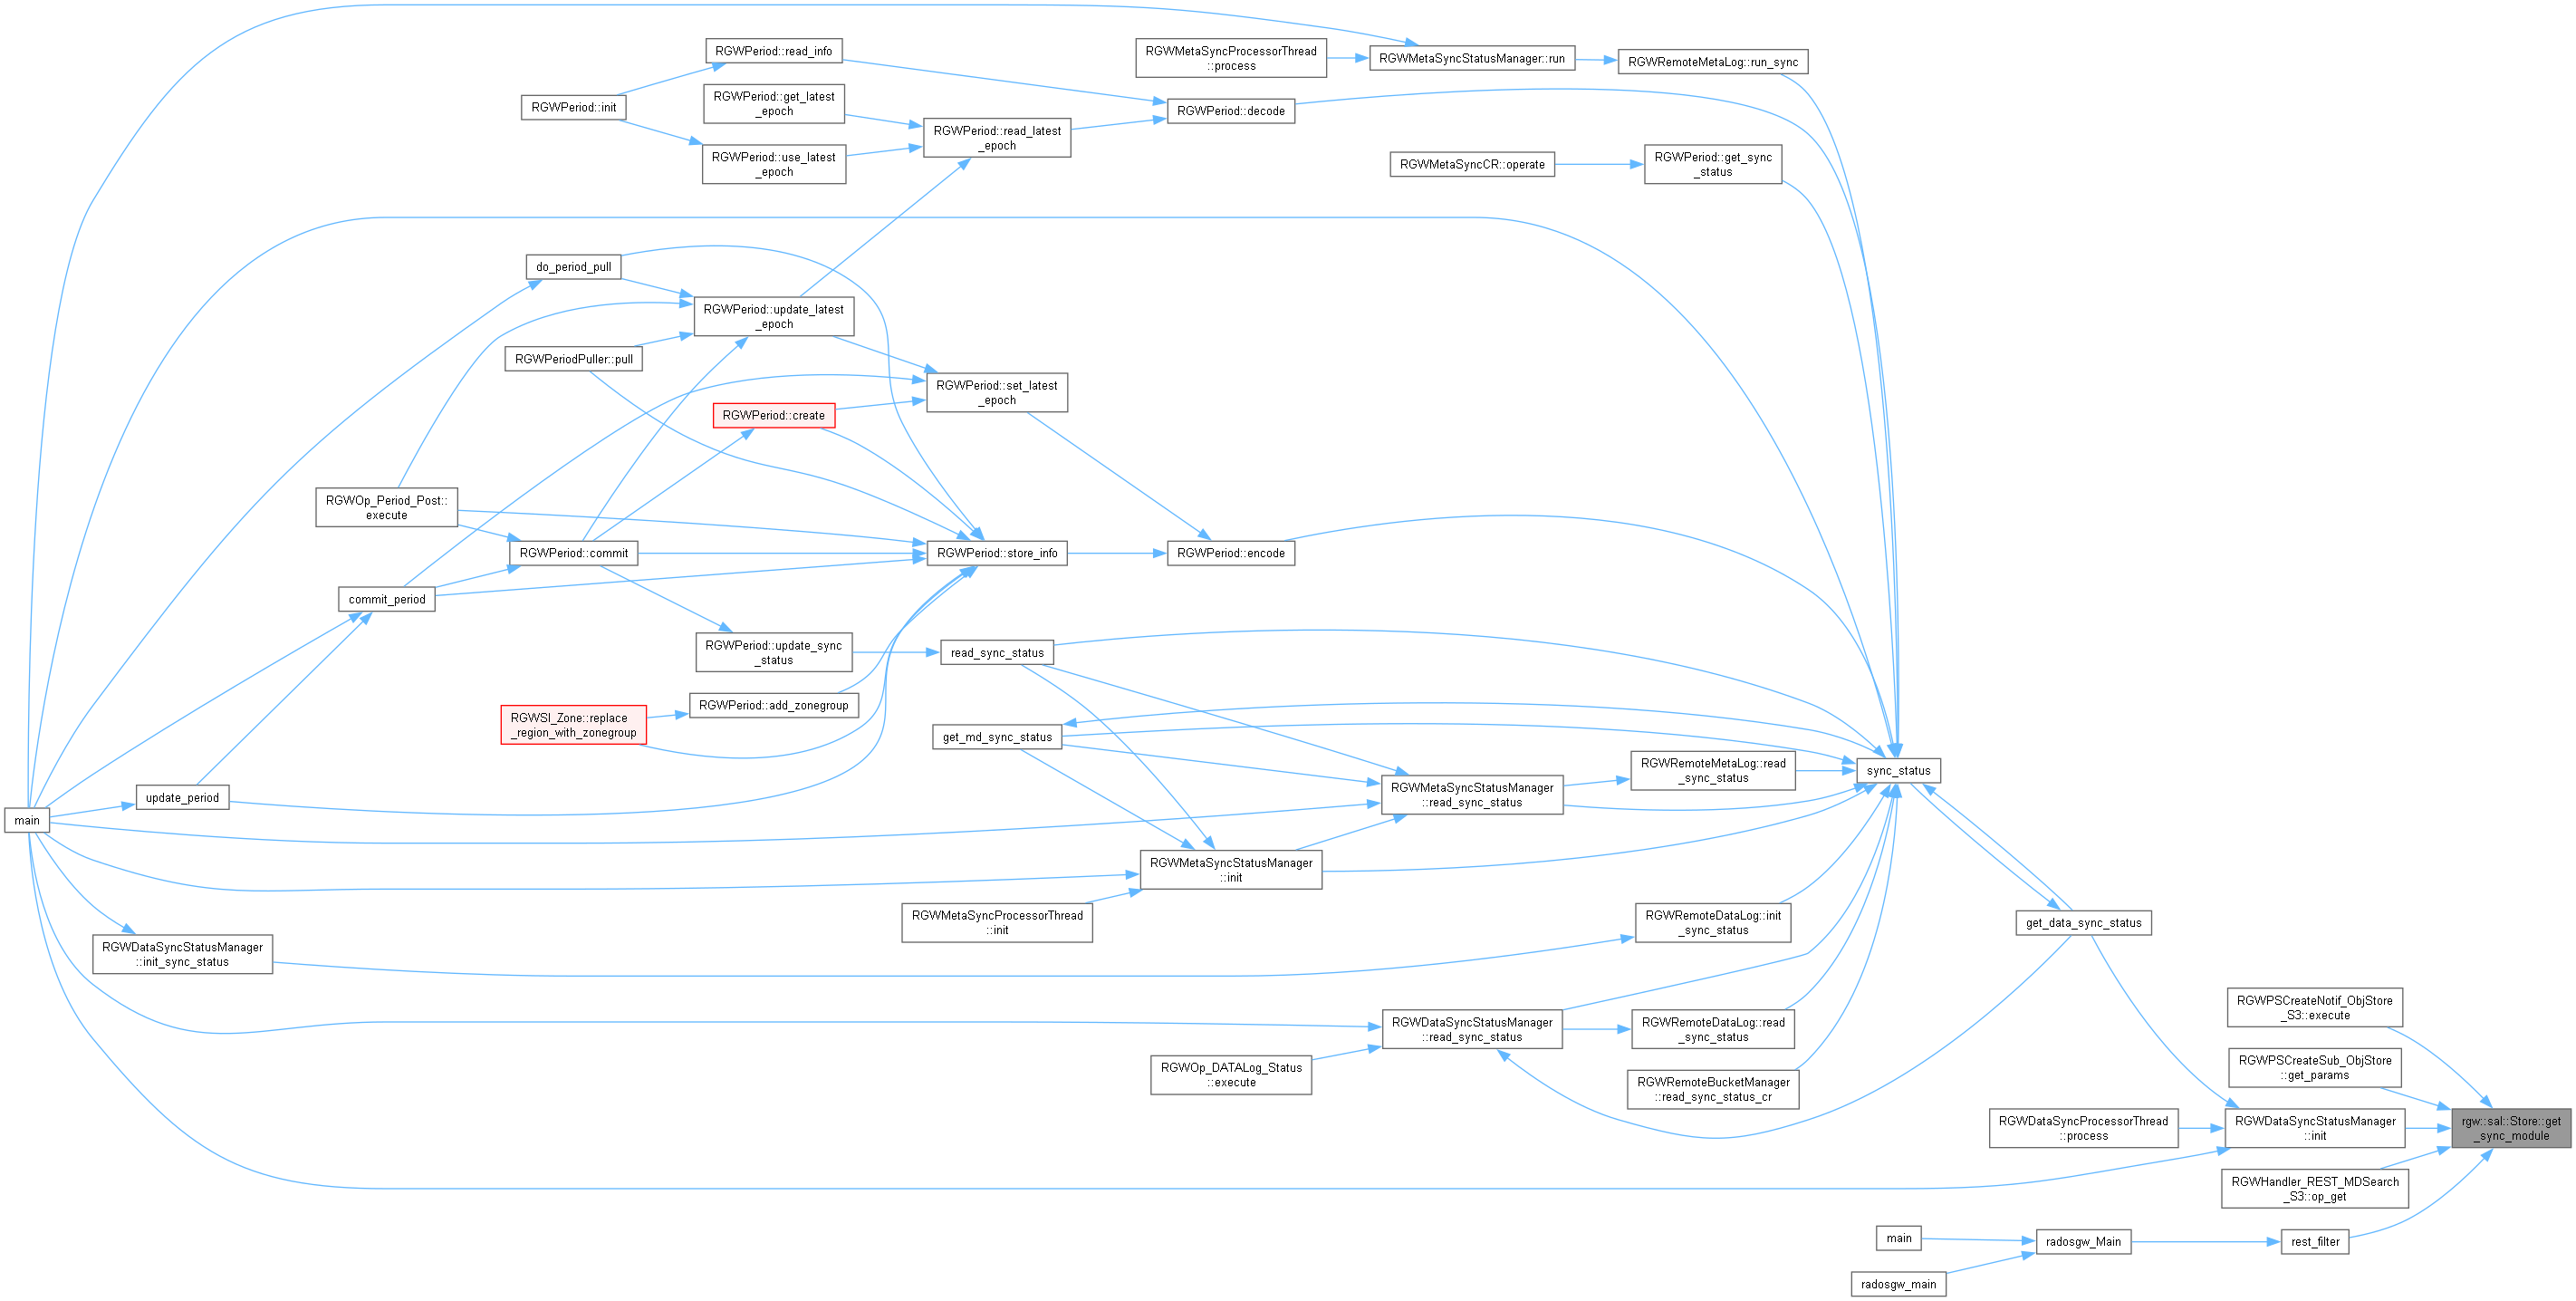 RGWPeriod::read_info
RGWMetaSyncProcessorThread
::process
RGWMetaSyncStatusManager::run
RGWRemoteMetaLog::run_sync
RGWPeriod::init
RGWPeriod::get_latest
_epoch
RGWPeriod::decode
RGWPeriod::read_latest
_epoch
RGWPeriod::use_latest
_epoch
RGWMetaSyncCR::operate
RGWPeriod::get_sync
_status
do_period_pull
RGWPeriod::update_latest
_epoch
RGWPeriodPuller::pull
RGWPeriod::set_latest
_epoch
RGWPeriod::create
RGWOp_Period_Post::
execute
RGWPeriod::commit
RGWPeriod::store_info
RGWPeriod::encode
commit_period
RGWPeriod::update_sync
_status
read_sync_status
RGWPeriod::add_zonegroup
RGWSI_Zone::replace
_region_with_zonegroup
get_md_sync_status
RGWRemoteMetaLog::read
_sync_status
sync_status
RGWMetaSyncStatusManager
::read_sync_status
update_period
main
RGWMetaSyncStatusManager
::init
RGWMetaSyncProcessorThread
::init
RGWRemoteDataLog::init
_sync_status
get_data_sync_status
RGWDataSyncStatusManager
::init_sync_status
RGWPSCreateNotif_ObjStore
_S3::execute
RGWDataSyncStatusManager
::read_sync_status
RGWRemoteDataLog::read
_sync_status
RGWOp_DATALog_Status
::execute
RGWPSCreateSub_ObjStore
::get_params
RGWRemoteBucketManager
::read_sync_status_cr
RGWDataSyncProcessorThread
::process
RGWDataSyncStatusManager
::init
rgw::sal::Store::get
_sync_module
RGWHandler_REST_MDSearch
_S3::op_get
main
radosgw_Main
rest_filter
radosgw_main